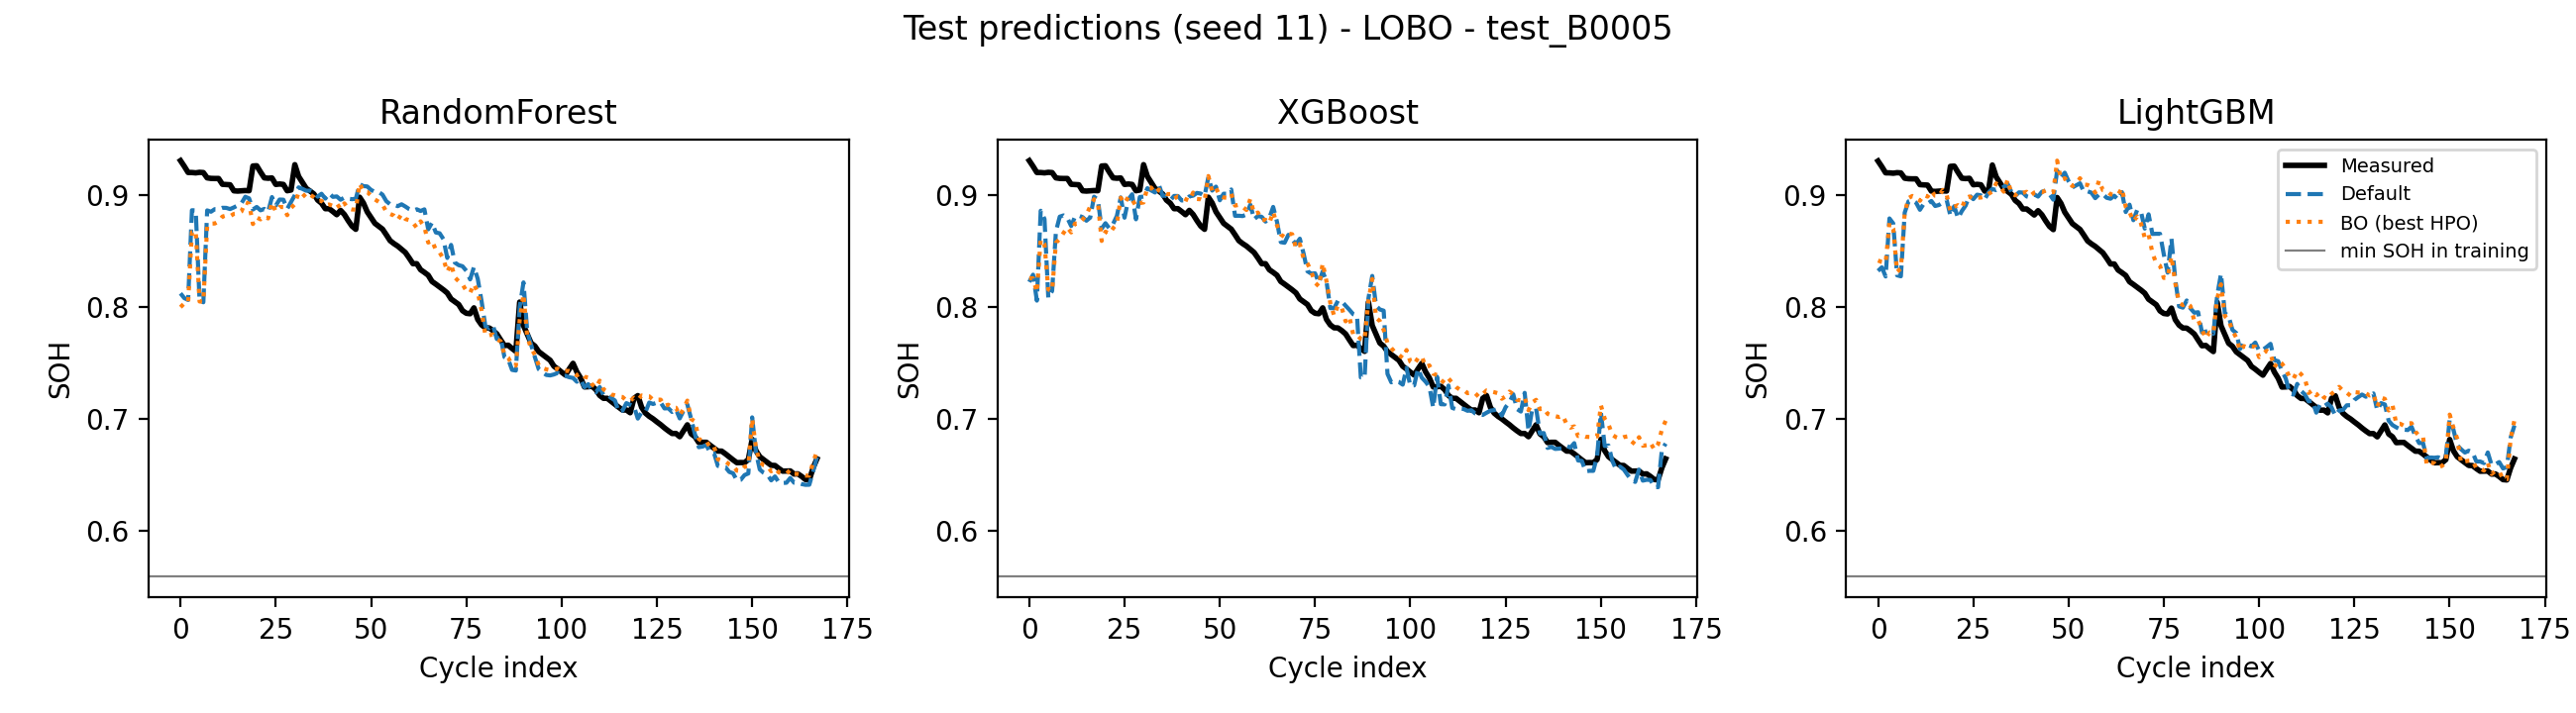 Test predictions (seed 11) - LOBO - test_B0005
RandomForest
XGBoost
LightGBM
SOH
0.9
0.8
0.7
0.6
0
25
50
75
100
125
150
175
Cycle index
SOH
0.9
0.8
0.7
0.6
0
25
50
75
100
125
150
175
Cycle index
SOH
0.9
0.8
0.7
0.6
0
25
50
75
100
125
150
175
Cycle index
Measured
Default
BO (best HPO)
min SOH in training